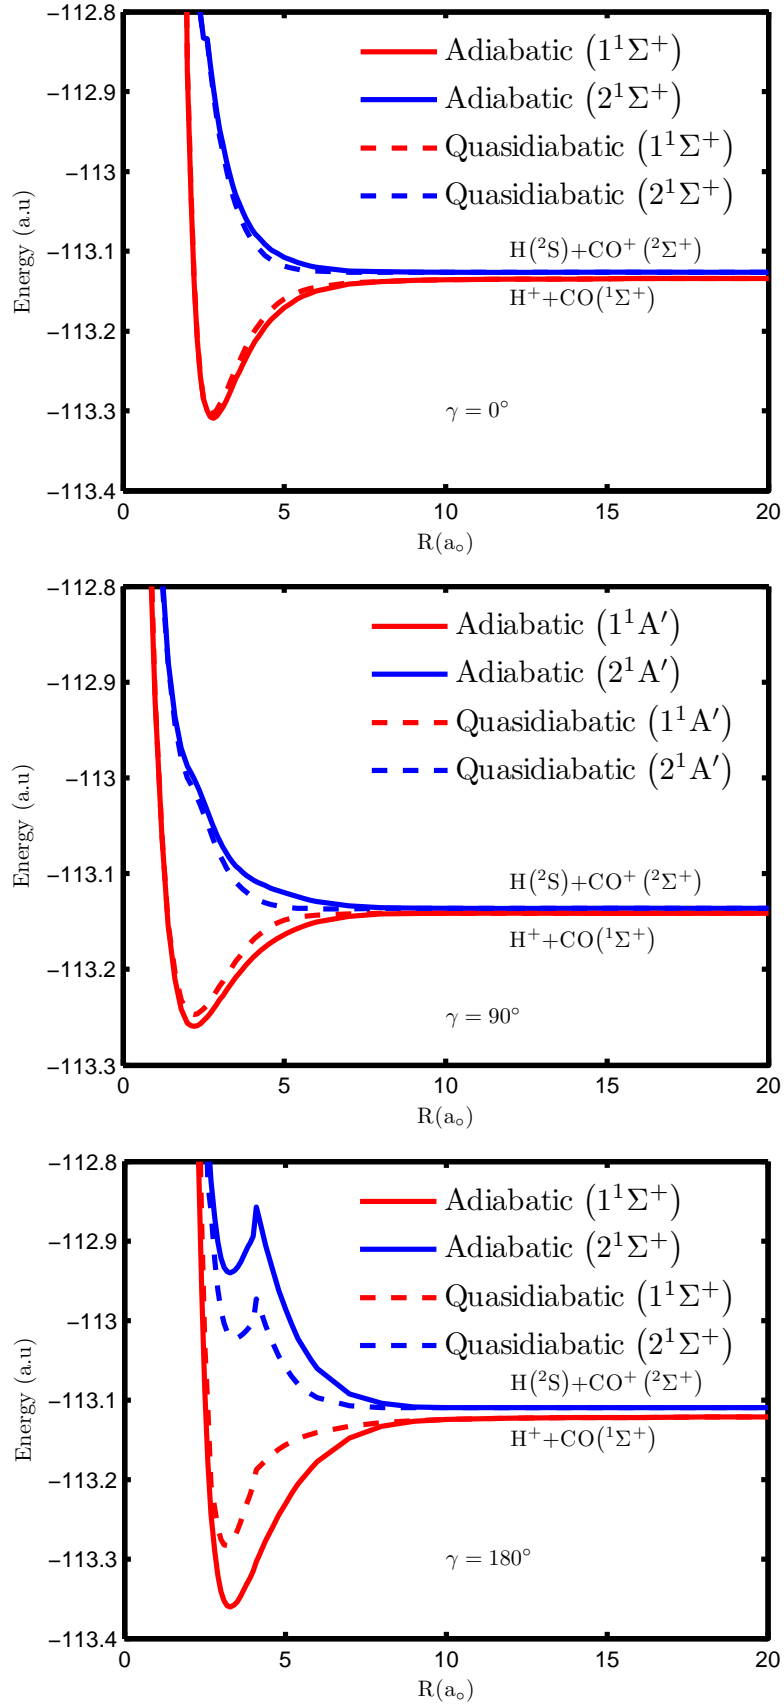 −112.8
−112.9
−113
−113.1
−113.2
−113.3
−113.4
Energy (a.u)
Adiabatic (1¹Σ⁺)
Adiabatic (2¹Σ⁺)
Quasidiabatic (1¹Σ⁺)
Quasidiabatic (2¹Σ⁺)
H(²S)+CO⁺(²Σ⁺)
H⁺+CO(¹Σ⁺)
γ = 0°
0 5 10 15 20
R(a₀)
−112.8
−112.9
−113
−113.1
−113.2
−113.3
Energy (a.u)
Adiabatic (1¹A′)
Adiabatic (2¹A′)
Quasidiabatic (1¹A′)
Quasidiabatic (2¹A′)
H(²S)+CO⁺(²Σ⁺)
H⁺+CO(¹Σ⁺)
γ = 90°
0 5 10 15 20
R(a₀)
−112.8
−112.9
−113
−113.1
−113.2
−113.3
−113.4
Energy (a.u)
Adiabatic (1¹Σ⁺)
Adiabatic (2¹Σ⁺)
Quasidiabatic (1¹Σ⁺)
Quasidiabatic (2¹Σ⁺)
H(²S)+CO⁺(²Σ⁺)
H⁺+CO(¹Σ⁺)
γ = 180°
0 5 10 15 20
R(a₀)